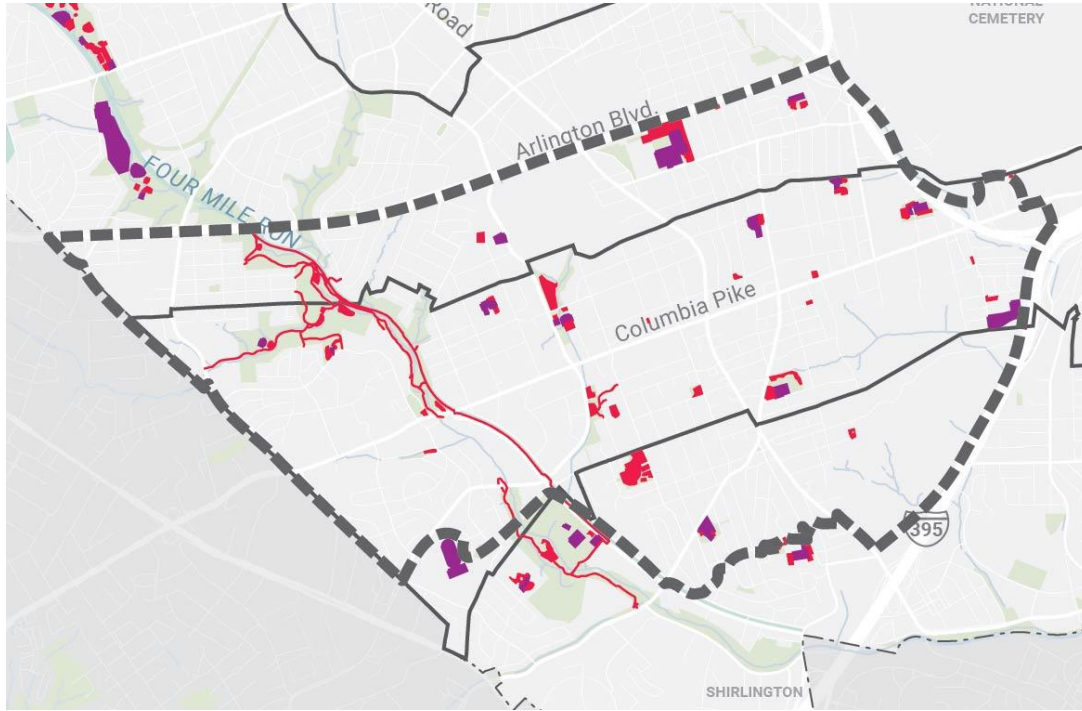 Road
NATIONAL
CEMETERY
Arlington Blvd.
FOUR MILE RUN
Columbia Pike
395
SHIRLINGTON